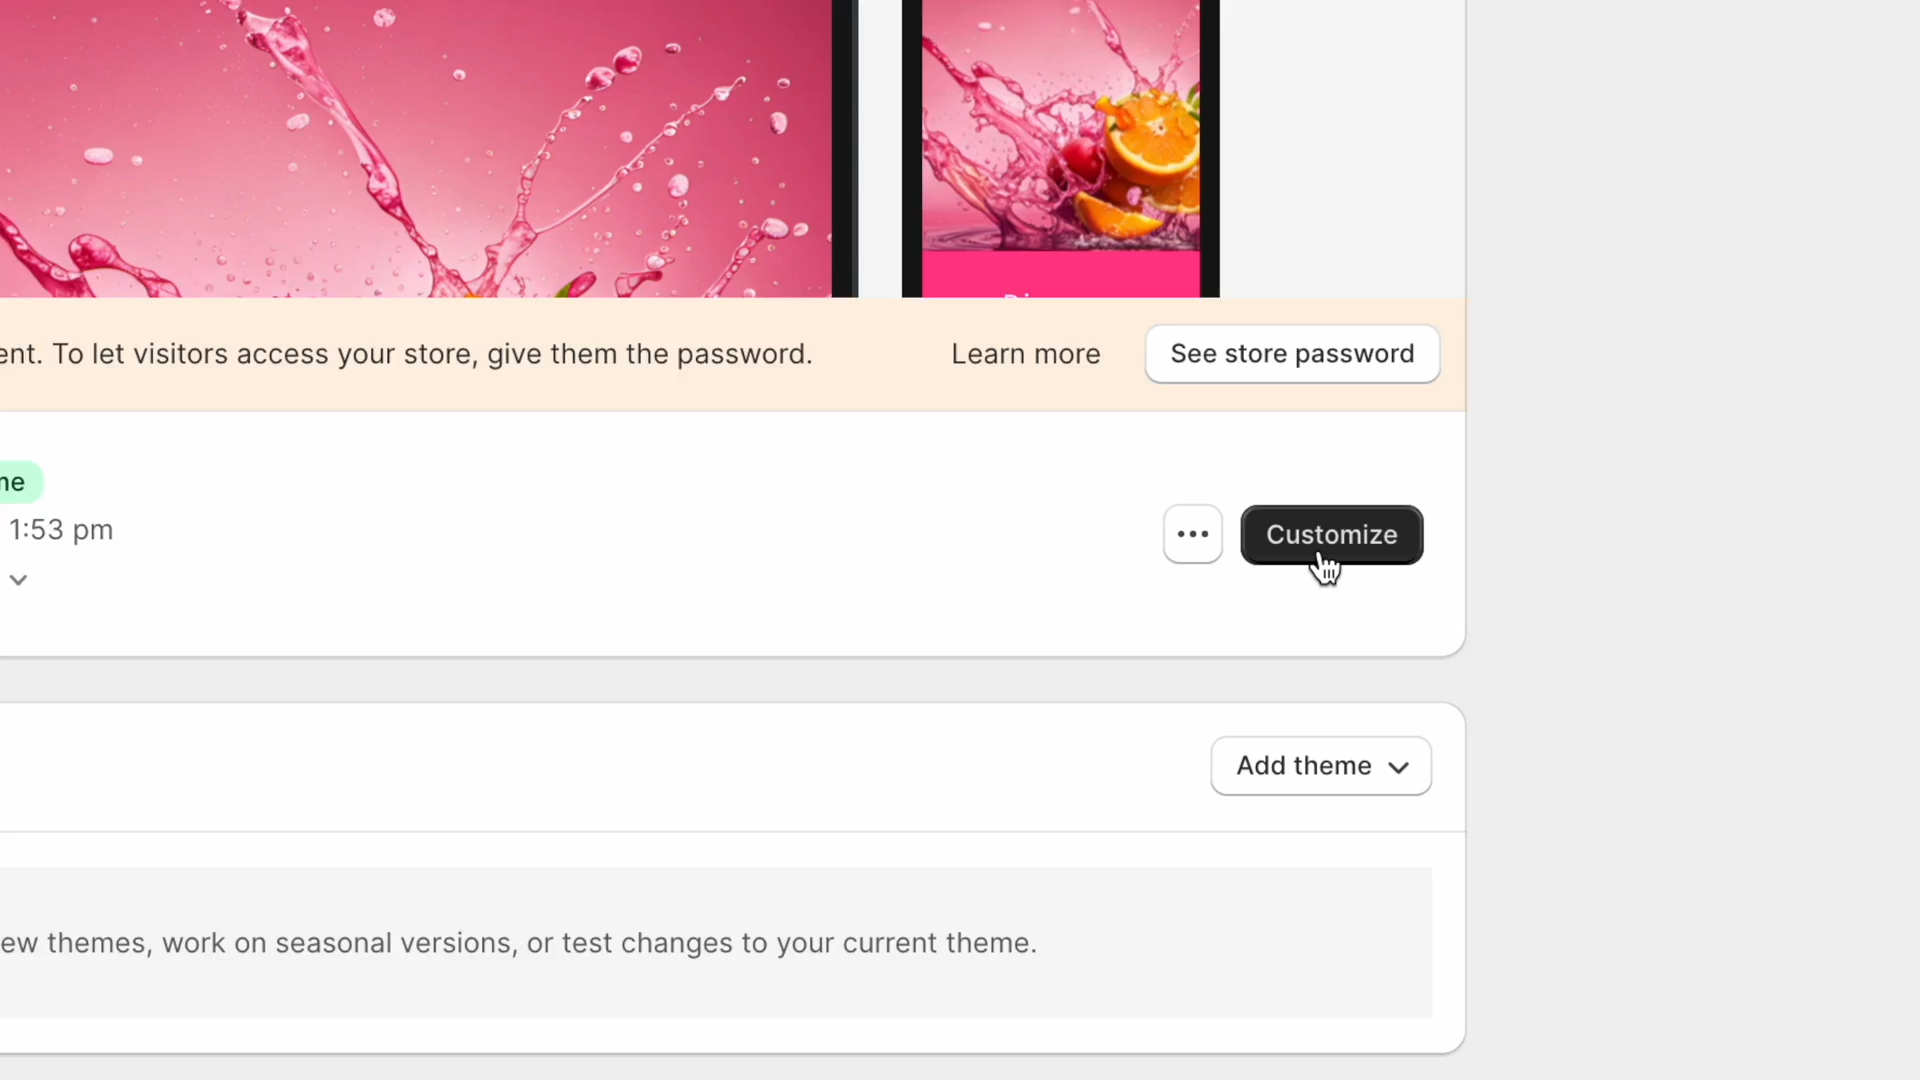 ent. To let visitors access your store, give them the password.
Learn more
See store password
me
1:53 pm
Customize
Add theme
ew themes, work on seasonal versions, or test changes to your current theme.